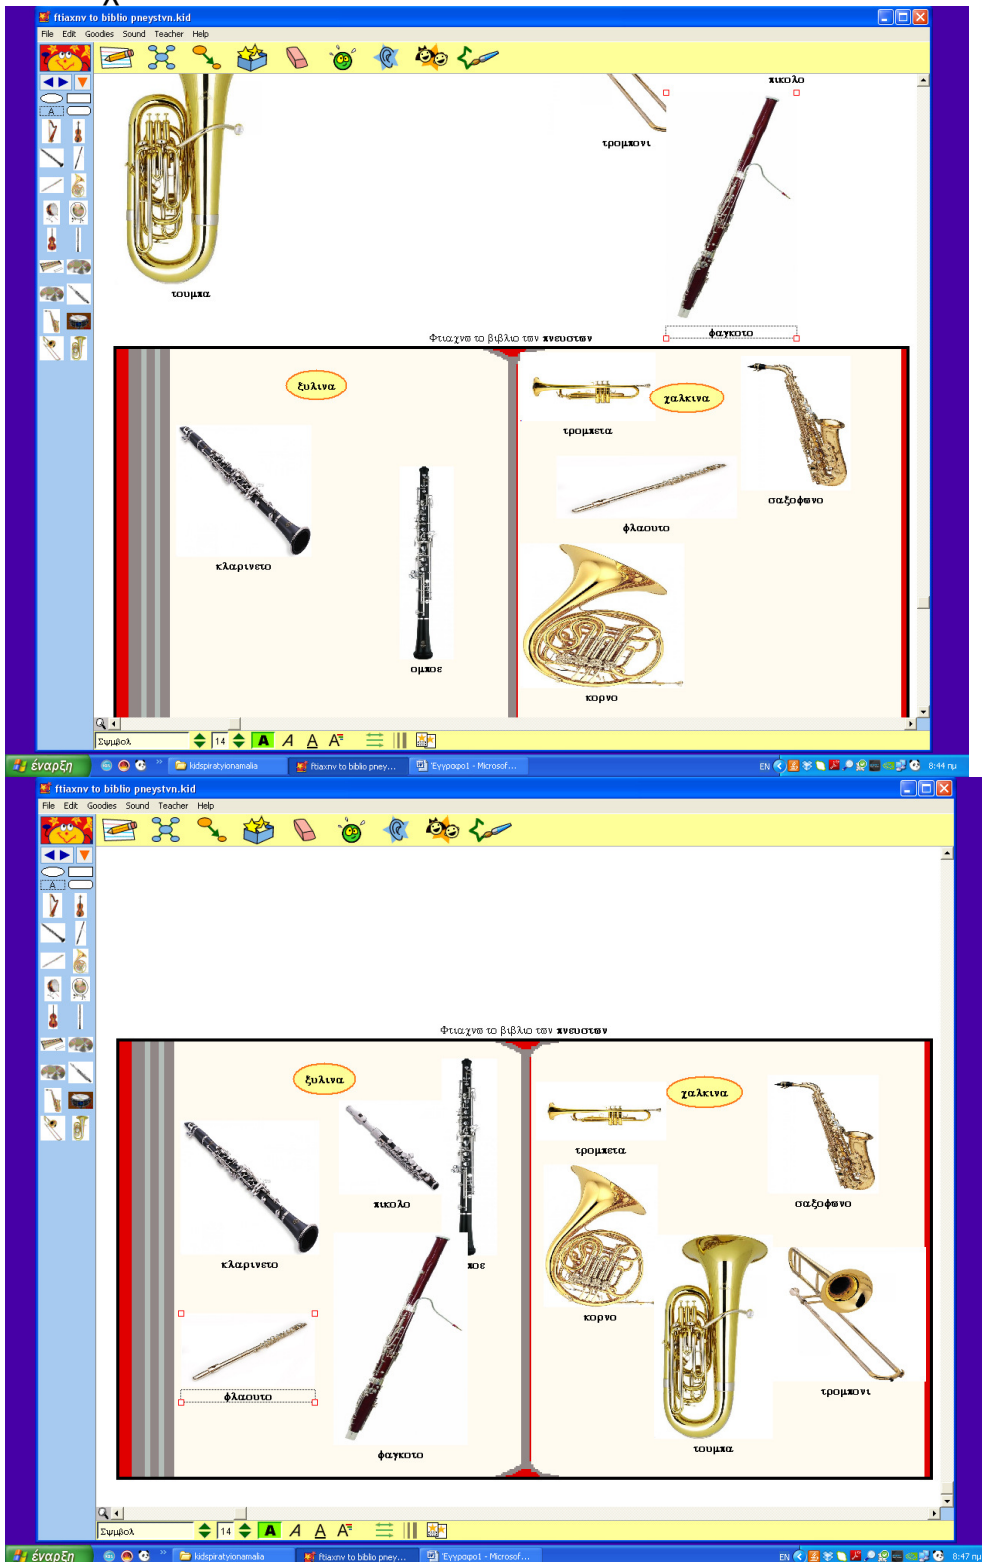 χ
ftiaxnv to biblio pneystvn.kid
File Edit Goodies Sound Teacher Help
A
πικολο
τρομπονι
τουμπα
φαγκοτο
Φτιαχνω το βιβλιο των πνευστων
ξυλινα
χαλκινα
τρομπετα
σαξοφωνο
φλαουτο
κλαρινετο
ομποε
κορνο
Σψμβολ 14 A A A A
έναρξη kidspiratyionamalia ftiaxnv to biblio pney... Έγγραφο1 - Microsof... EN 8:44 πμ
ftiaxnv to biblio pneystvn.kid
File Edit Goodies Sound Teacher Help
A
Φτιαχνω το βιβλιο των πνευστων
ξυλινα
χαλκινα
τρομπετα
πικολο
σαξοφωνο
κλαρινετο
ποε
κορνο
φλαουτο
τρομπονι
φαγκοτο
τουμπα
Σψμβολ 14 A A A A
έναρξη kidspiratyionamalia ftiaxnv to biblio pney... Έγγραφο1 - Microsof... EN 8:47 πμ